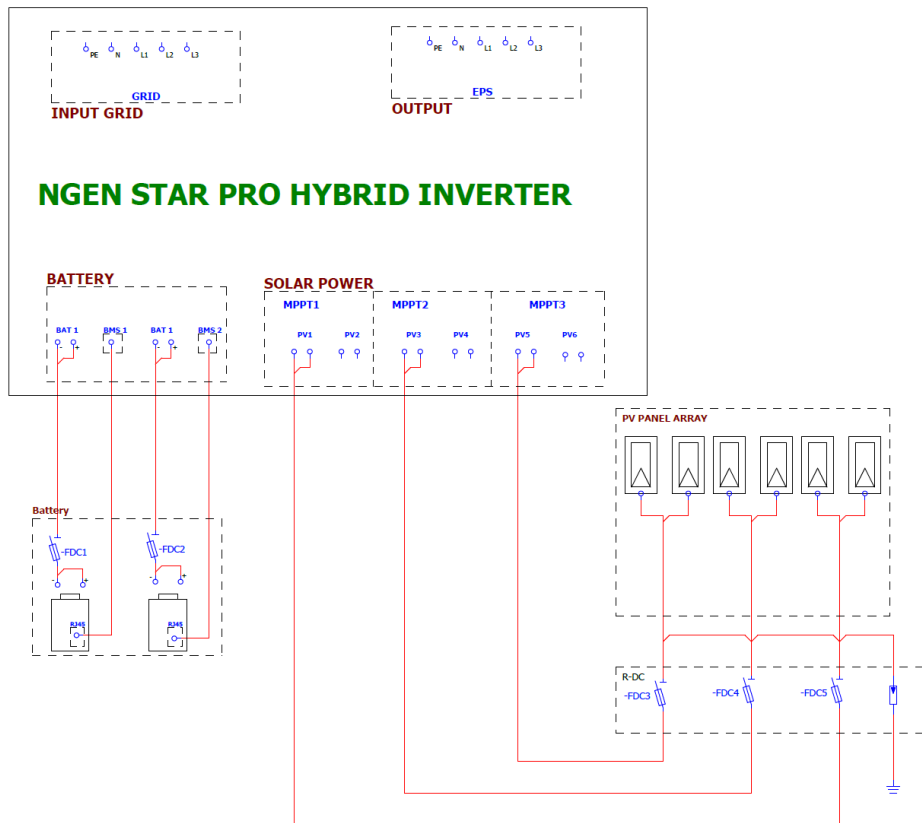 PE N L1 L2 L3
GRID
INPUT GRID
PE N L1 L2 L3
EPS
OUTPUT
NGEN STAR PRO HYBRID INVERTER
BATTERY
BAT 1 BMS 1 BAT 1 BMS 2
- + - +
SOLAR POWER
MPPT1 MPPT2 MPPT3
PV1 PV2 PV3 PV4 PV5 PV6
PV PANEL ARRAY
Battery
-FDC1 -FDC2
- + - +
RJ45 RJ45
R-DC
-FDC3 -FDC4 -FDC5